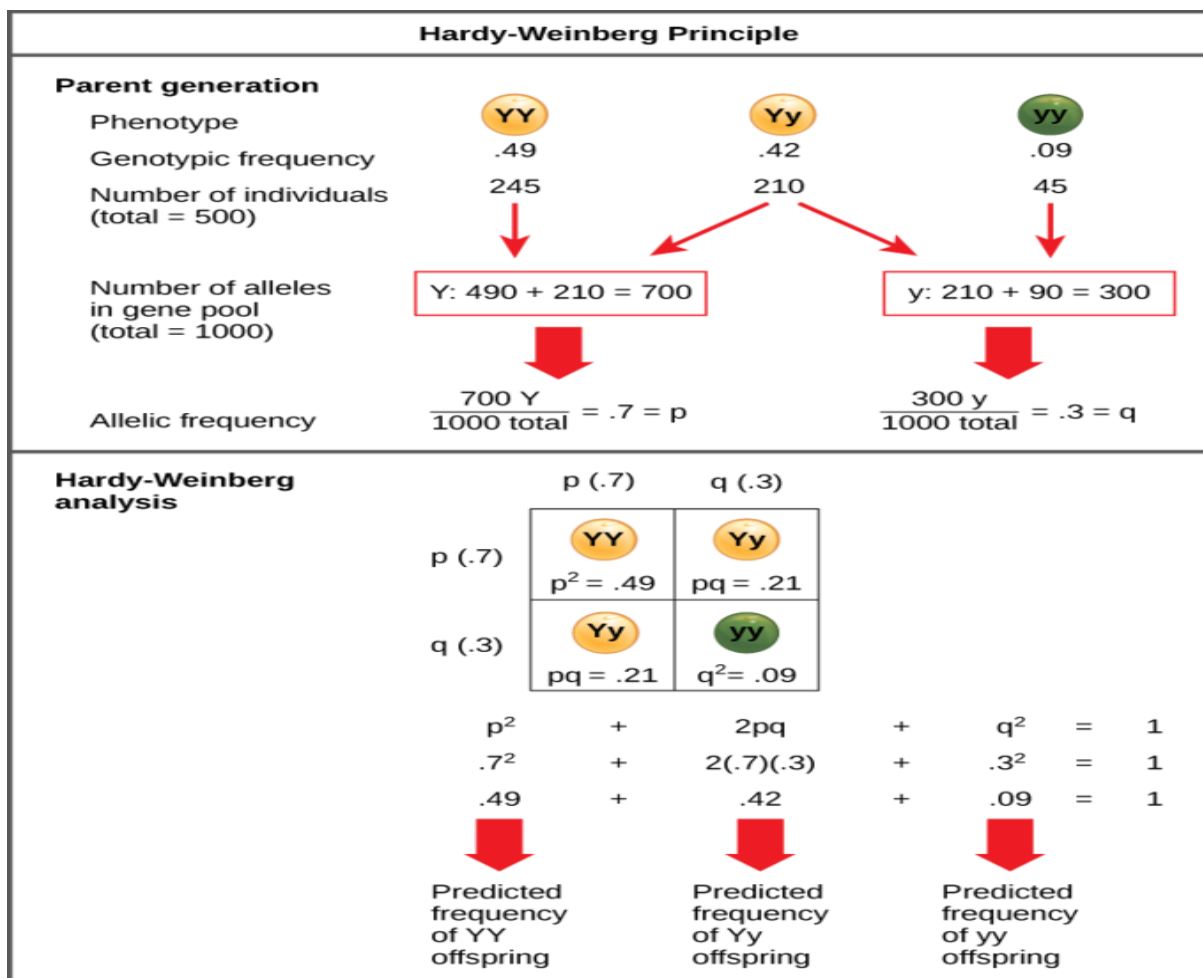 Hardy-Weinberg Principle
Parent generation
Phenotype
YY
Yy
yy
Genotypic frequency
.49
.42
.09
Number of individuals
(total = 500)
245
210
45
Number of alleles
in gene pool
(total = 1000)
Y: 490 + 210 = 700
y: 210 + 90 = 300
Allelic frequency
700 Y
1000 total
= .7 = p
300 y
1000 total
= .3 = q
Hardy-Weinberg
analysis
p (.7)
q (.3)
p (.7)
YY
Yy
p² = .49
pq = .21
q (.3)
Yy
yy
pq = .21
q²= .09
p² + 2pq + q² = 1
.7² + 2(.7)(.3) + .3² = 1
.49 + .42 + .09 = 1
Predicted
frequency
of YY
offspring
Predicted
frequency
of Yy
offspring
Predicted
frequency
of yy
offspring